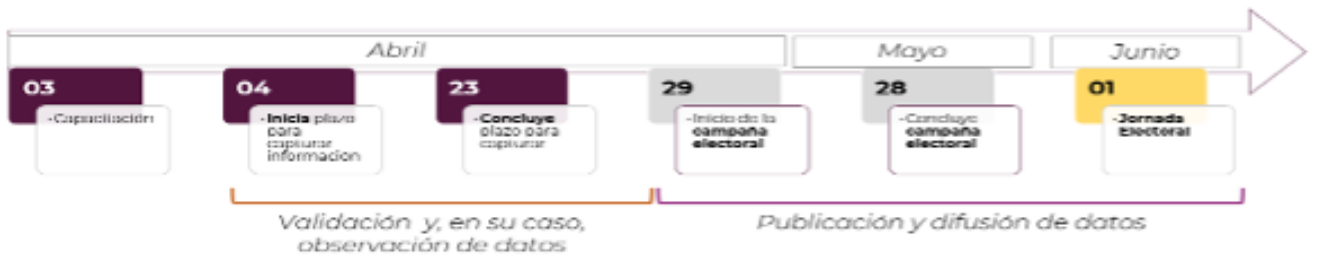 Abril
Mayo
Junio
03
-Capacitación
04
-Inicia plazo
para
capturar
informacion
23
-Concluye
plazo para
capturar
29
-Inicio de la
campaña
electoral
28
-Concluye
campaña
electoral
01
-Jornada
Electoral
Validación y, en su caso,
observación de datos
Publicación y difusión de datos